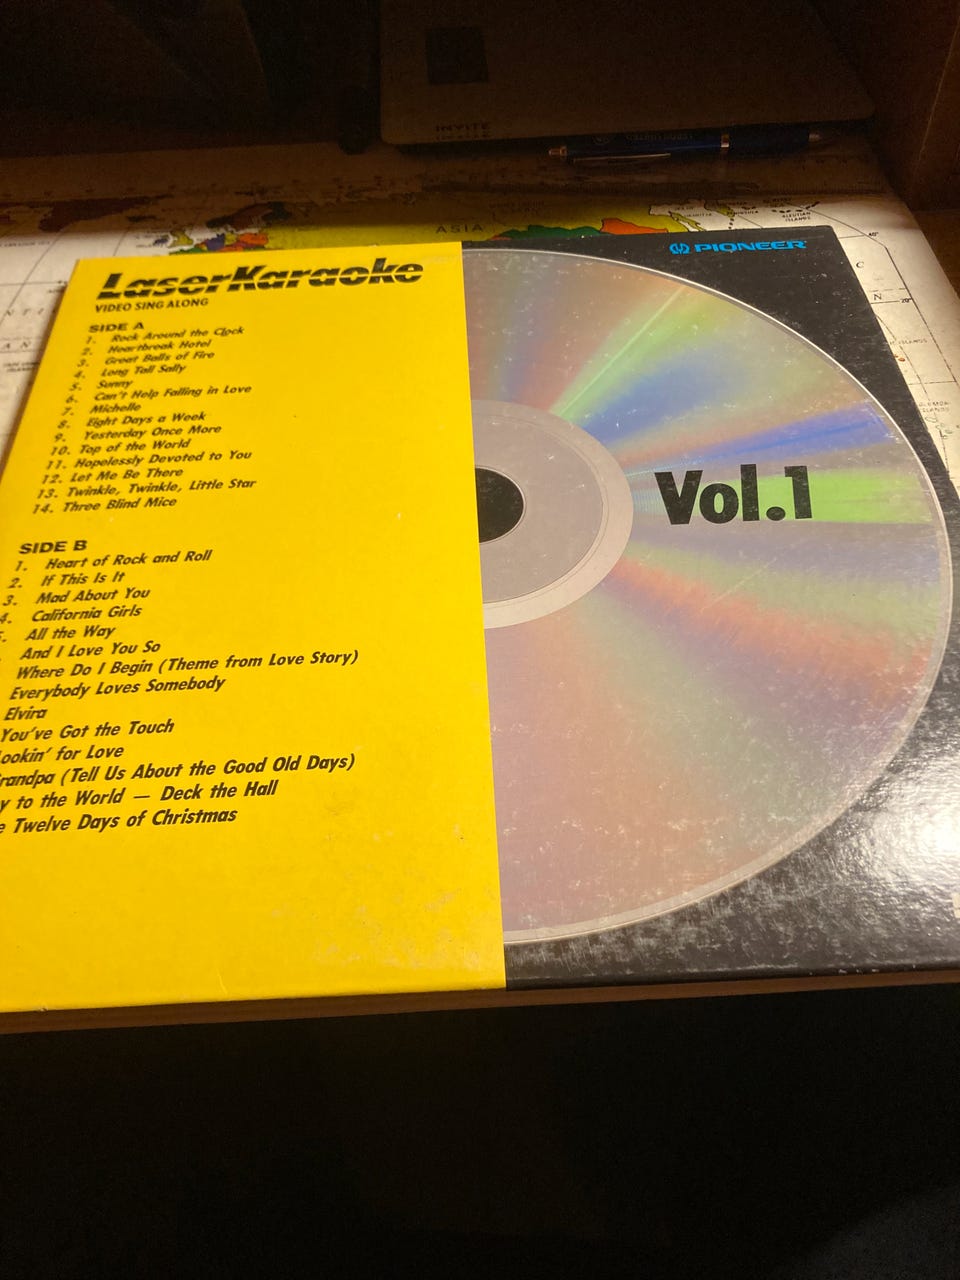 INVITE
ASIA
ALEUTIAN
ISLANDS
PIONEER
LaserKaraoke
VIDEO SING ALONG
SIDE A
1. Rock Around the Clock
2. Heartbreak Hotel
3. Great Balls of Fire
4. Long Tall Sally
5. Sunny
6. Can't Help Falling in Love
7. Michelle
8. Eight Days a Week
9. Yesterday Once More
10. Top of the World
11. Hopelessly Devoted to You
12. Let Me Be There
13. Twinkle, Twinkle, Little Star
14. Three Blind Mice
Vol.1
SIDE B
1. Heart of Rock and Roll
2. If This Is It
3. Mad About You
4. California Girls
All the Way
And I Love You So
Where Do I Begin (Theme from Love Story)
Everybody Loves Somebody
Elvira
You've Got the Touch
ookin' for Love
randpa (Tell Us About the Good Old Days)
y to the World — Deck the Hall
e Twelve Days of Christmas